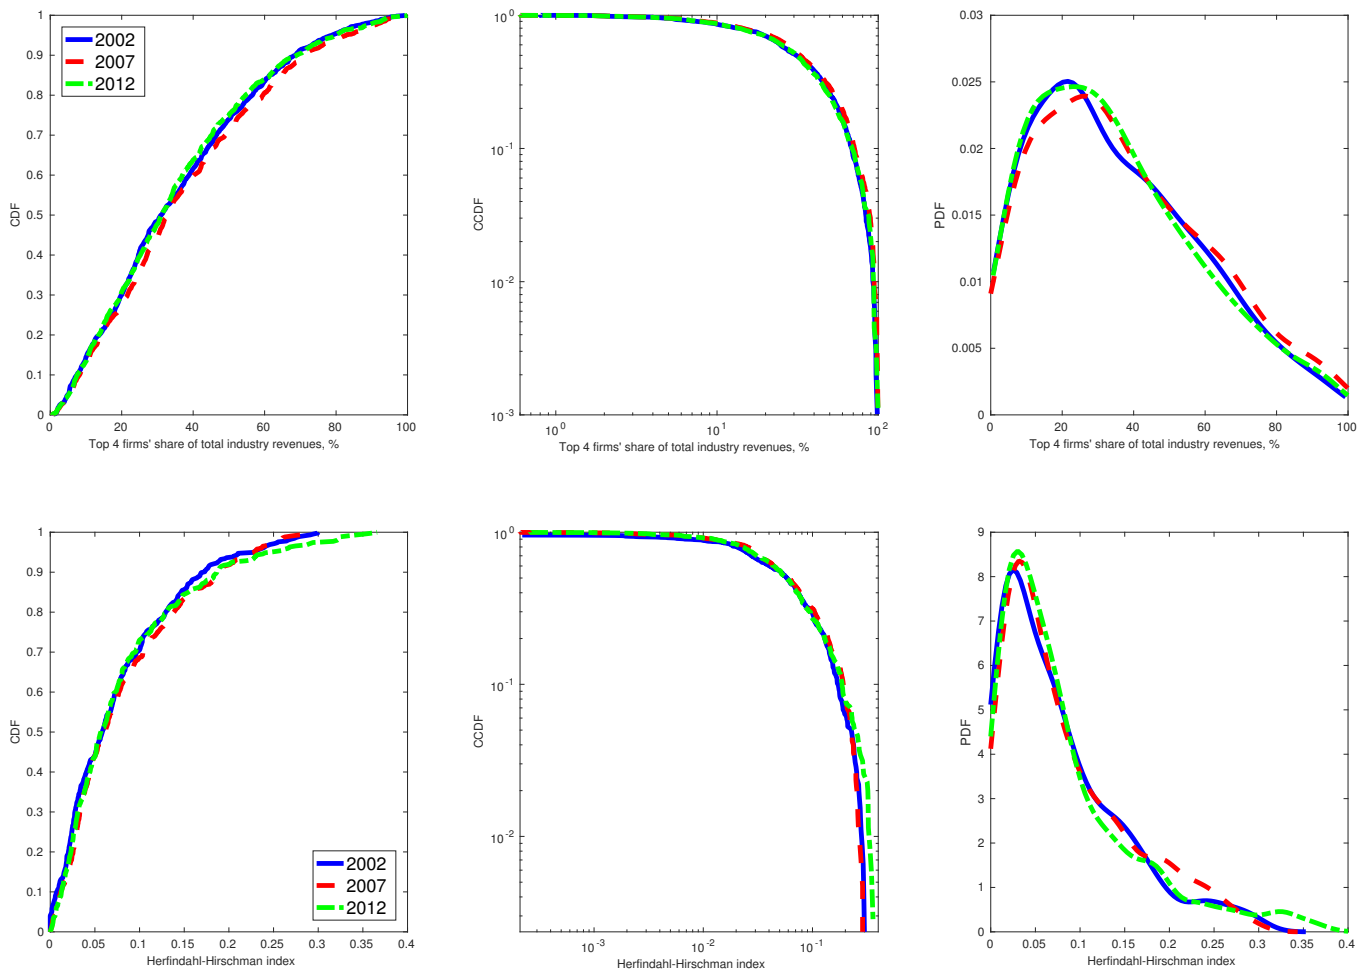 CDF
1
0.9
0.8
0.7
0.6
0.5
0.4
0.3
0.2
0.1
0
2002
2007
2012
0 20 40 60 80 100
Top 4 firms' share of total industry revenues, %
CCDF
10^0
10^-1
10^-2
10^-3
10^0 10^1 10^2
Top 4 firms' share of total industry revenues, %
PDF
0.03
0.025
0.02
0.015
0.01
0.005
0
0 20 40 60 80 100
Top 4 firms' share of total industry revenues, %
CDF
1
0.9
0.8
0.7
0.6
0.5
0.4
0.3
0.2
0.1
0
2002
2007
2012
0 0.05 0.1 0.15 0.2 0.25 0.3 0.35 0.4
Herfindahl-Hirschman index
CCDF
10^0
10^-1
10^-2
10^-3 10^-2 10^-1
Herfindahl-Hirschman index
PDF
9
8
7
6
5
4
3
2
1
0
0 0.05 0.1 0.15 0.2 0.25 0.3 0.35 0.4
Herfindahl-Hirschman index